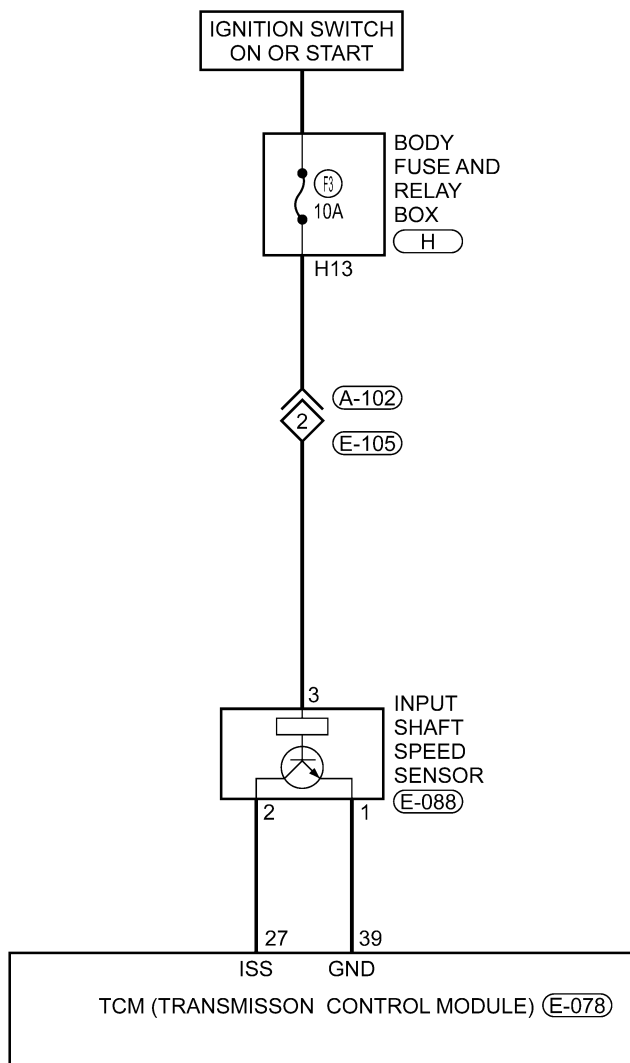 IGNITION SWITCH
ON OR START
BODY
FUSE AND
RELAY
BOX
H
F3
10A
H13
A-102
2
E-105
3
INPUT
SHAFT
SPEED
SENSOR
E-088
2
1
27
39
ISS
GND
TCM (TRANSMISSON CONTROL MODULE) E-078